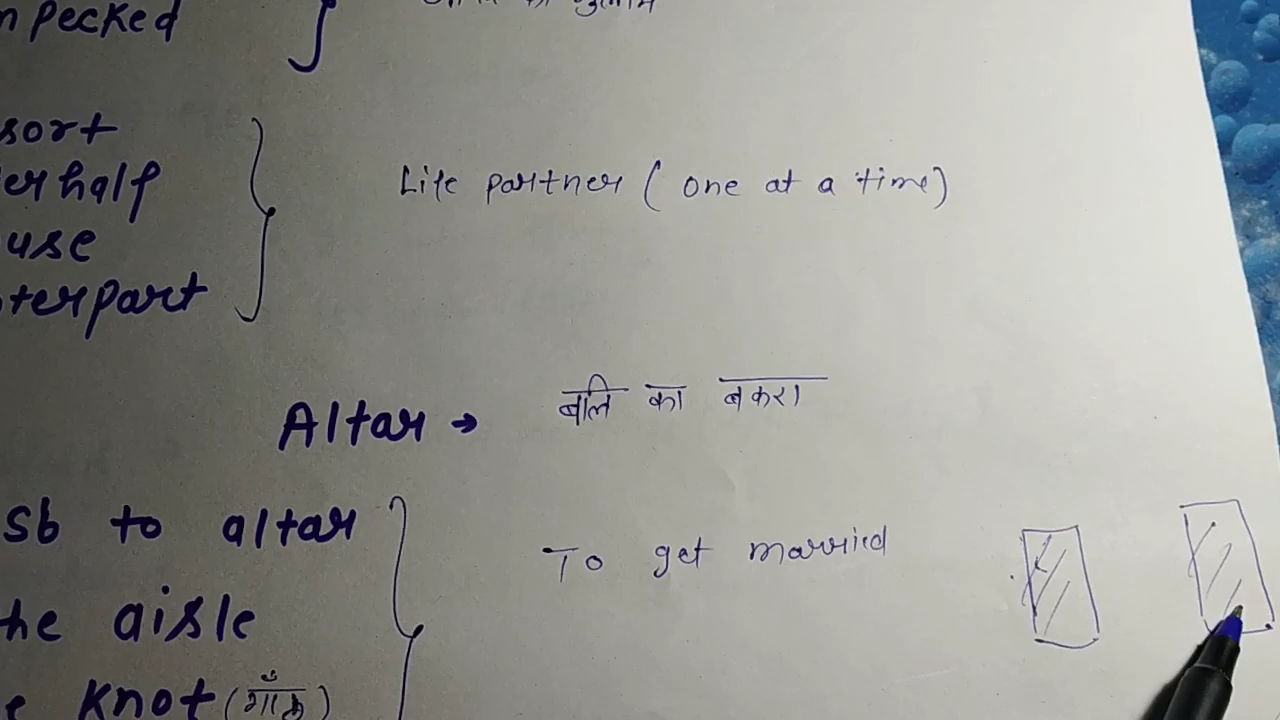 npecked
sort
er half Life partner ( one at a time)
use
terpart
Altar → बलि का बकरा
sb to altar
To get married
he aisle
e knot (गाँठ)